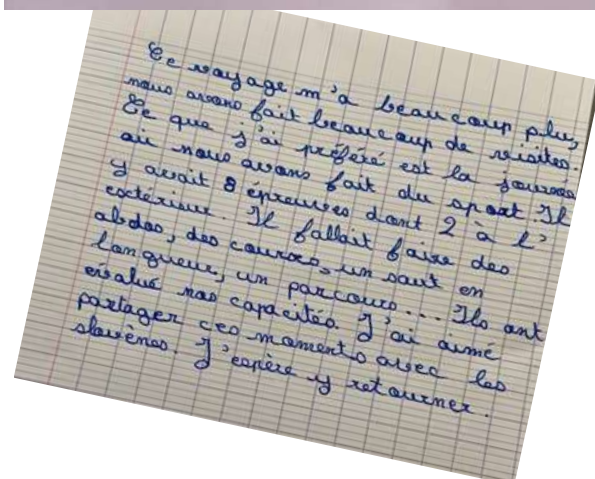 Ce voyage m'a beaucoup plu,
nous avons fait beaucoup de visites.
Ce que j'ai préféré est la journée
où nous avons fait du sport. Il
y avait 8 épreuves dont 2 à l'
extérieur. Il fallait faire des
abdos, des courses, un saut en
longueur, un parcours... Ils ont
évalué nos capacités. J'ai aimé
partager ces moments avec les
slovènes. J'espère y retourner.